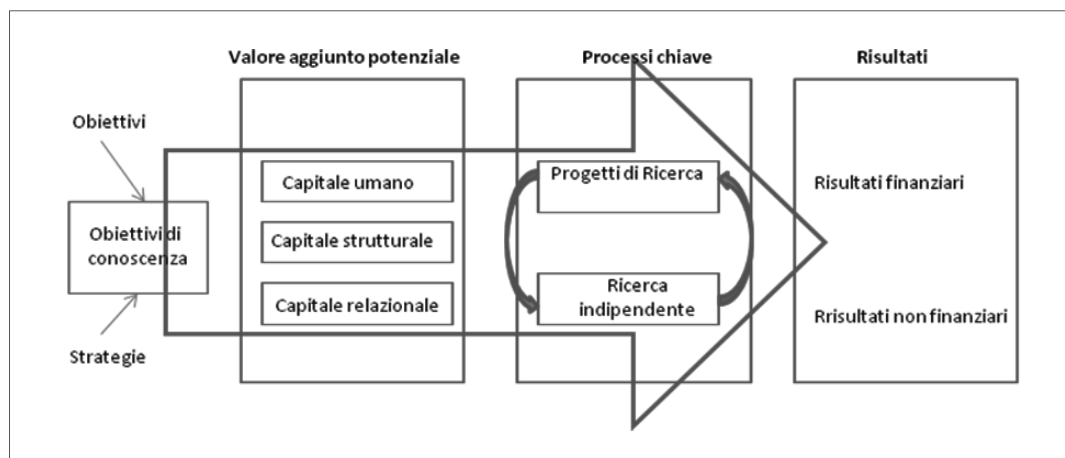 Valore aggiunto potenziale
Processi chiave
Risultati
Obiettivi
Obiettivi di
conoscenza
Strategie
Capitale umano
Capitale strutturale
Capitale relazionale
Progetti di Ricerca
Ricerca
indipendente
Risultati finanziari
Rrisultati non finanziari